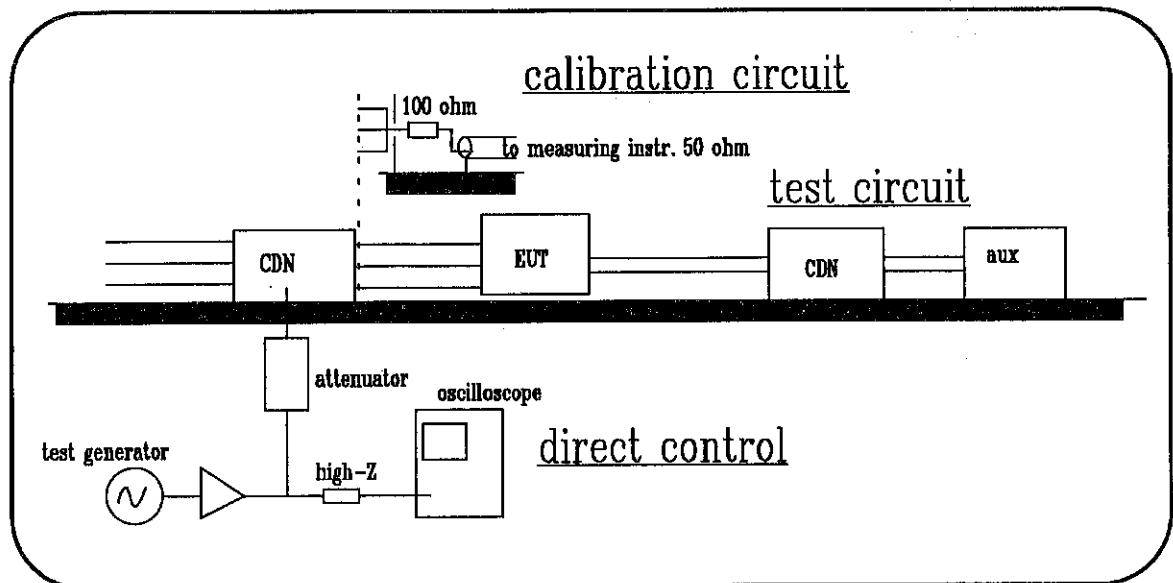 calibration circuit
100 ohm
to measuring instr. 50 ohm
test circuit
CDN
EUT
CDN
aux
attenuator
oscilloscope
test generator
high-Z
direct control